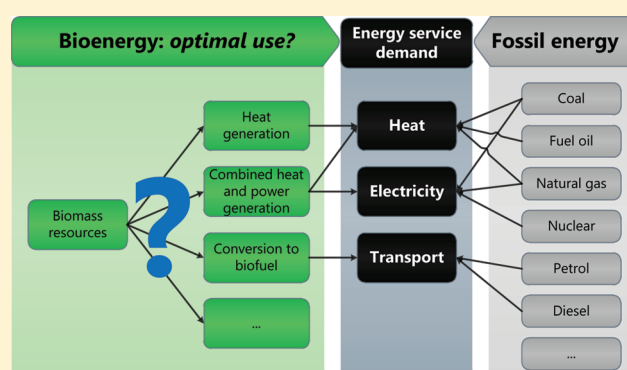 Bioenergy: optimal use?
Energy service
demand
Fossil energy
Biomass
resources
?
Heat
generation
Combined heat
and power
generation
Conversion to
biofuel
...
Heat
Electricity
Transport
Coal
Fuel oil
Natural gas
Nuclear
Petrol
Diesel
...